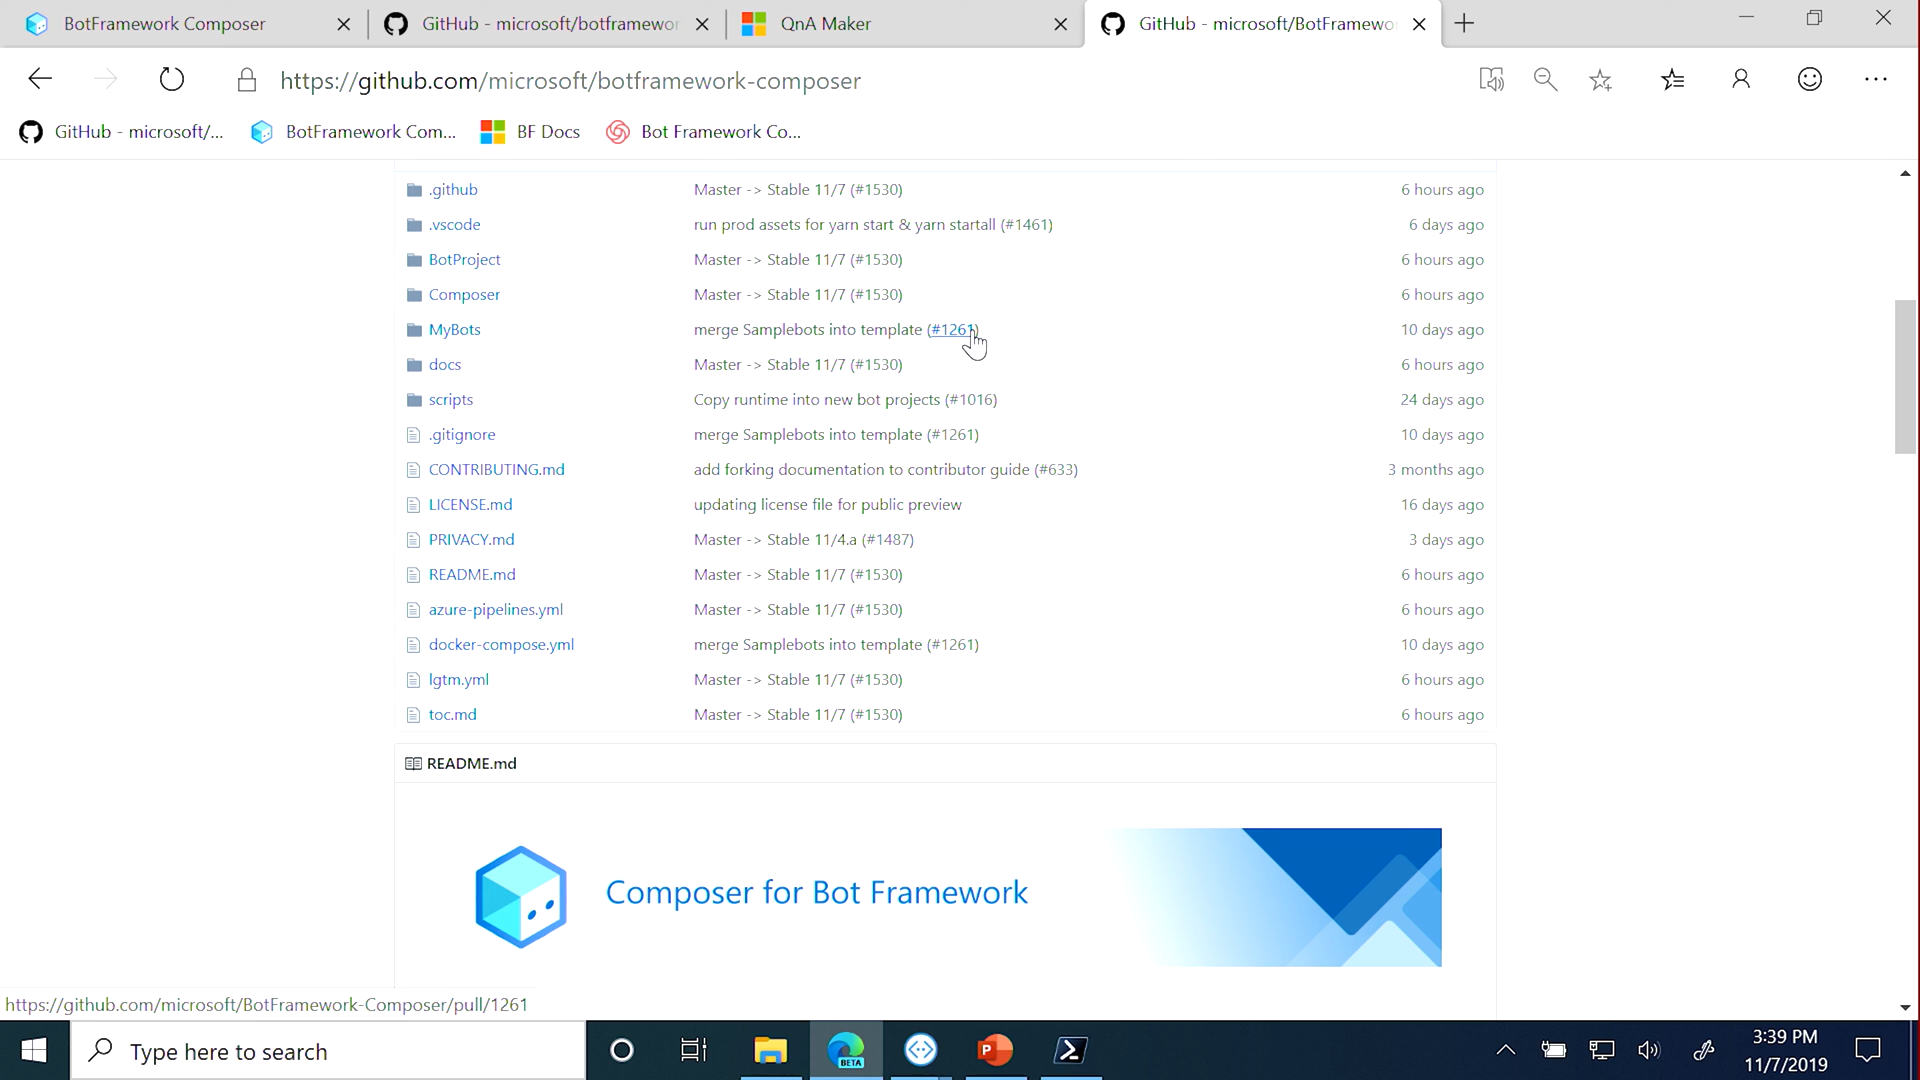 BotFramework Composer
GitHub - microsoft/botframewor
QnA Maker
GitHub - microsoft/BotFramewo
https://github.com/microsoft/botframework-composer
GitHub - microsoft/...
BotFramework Com...
BF Docs
Bot Framework Co...
.github Master -> Stable 11/7 (#1530) 6 hours ago
.vscode run prod assets for yarn start & yarn startall (#1461) 6 days ago
BotProject Master -> Stable 11/7 (#1530) 6 hours ago
Composer Master -> Stable 11/7 (#1530) 6 hours ago
MyBots merge Samplebots into template (#1261) 10 days ago
docs Master -> Stable 11/7 (#1530) 6 hours ago
scripts Copy runtime into new bot projects (#1016) 24 days ago
.gitignore merge Samplebots into template (#1261) 10 days ago
CONTRIBUTING.md add forking documentation to contributor guide (#633) 3 months ago
LICENSE.md updating license file for public preview 16 days ago
PRIVACY.md Master -> Stable 11/4.a (#1487) 3 days ago
README.md Master -> Stable 11/7 (#1530) 6 hours ago
azure-pipelines.yml Master -> Stable 11/7 (#1530) 6 hours ago
docker-compose.yml merge Samplebots into template (#1261) 10 days ago
lgtm.yml Master -> Stable 11/7 (#1530) 6 hours ago
toc.md Master -> Stable 11/7 (#1530) 6 hours ago
README.md
Composer for Bot Framework
https://github.com/microsoft/BotFramework-Composer/pull/1261
Type here to search
BETA
3:39 PM
11/7/2019